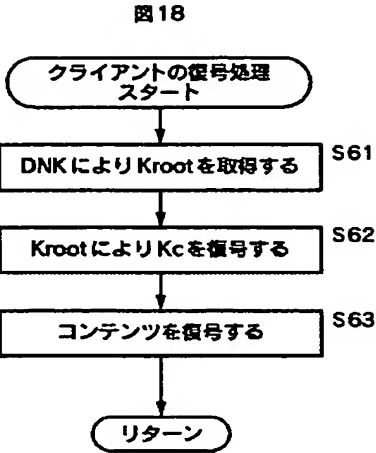 図18
クライアントの復号処理
スタート
DNKによりKrootを取得する
S61
KrootによりKcを復号する
S62
コンテンツを復号する
S63
リターン